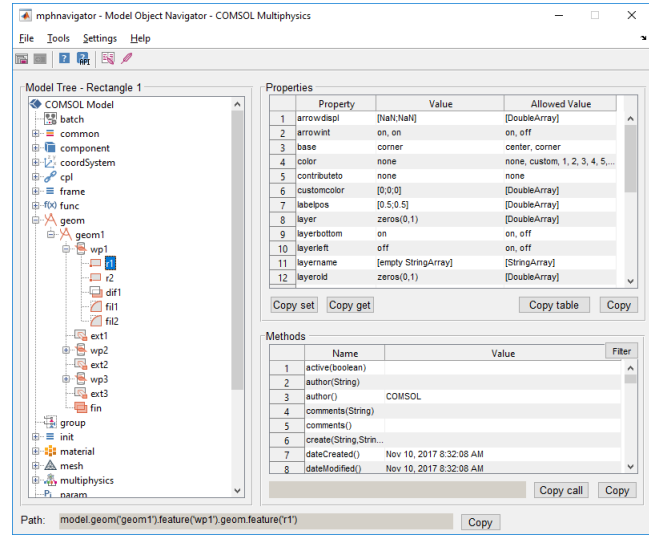 mphnavigator - Model Object Navigator - COMSOL Multiphysics
File Tools Settings Help
Model Tree - Rectangle 1
COMSOL Model
batch
common
component
coordSystem
cpl
frame
f(x) func
geom
geom1
wp1
r1
r2
dif1
fil1
fil2
ext1
wp2
ext2
wp3
ext3
fin
group
init
material
mesh
multiphysics
Pi param
Properties
Property Value Allowed Value
1 arrowdispl [NaN;NaN] [DoubleArray]
2 arrowint on, on on, off
3 base corner center, corner
4 color none none, custom, 1, 2, 3, 4, 5,...
5 contributeto none none
6 customcolor [0;0;0] [DoubleArray]
7 labelpos [0.5;0.5] [DoubleArray]
8 layer zeros(0,1) [DoubleArray]
9 layerbottom on on, off
10 layerleft off on, off
11 layername [empty StringArray] [StringArray]
12 layerold zeros(0,1) [DoubleArray]
Copy set Copy get Copy table Copy
Methods
Filter
Name Value
1 active(boolean)
2 author(String)
3 author() COMSOL
4 comments(String)
5 comments()
6 create(String,Strin...
7 dateCreated() Nov 10, 2017 8:32:08 AM
8 dateModified() Nov 10, 2017 8:32:08 AM
Copy call Copy
Path: model.geom('geom1').feature('wp1').geom.feature('r1') Copy